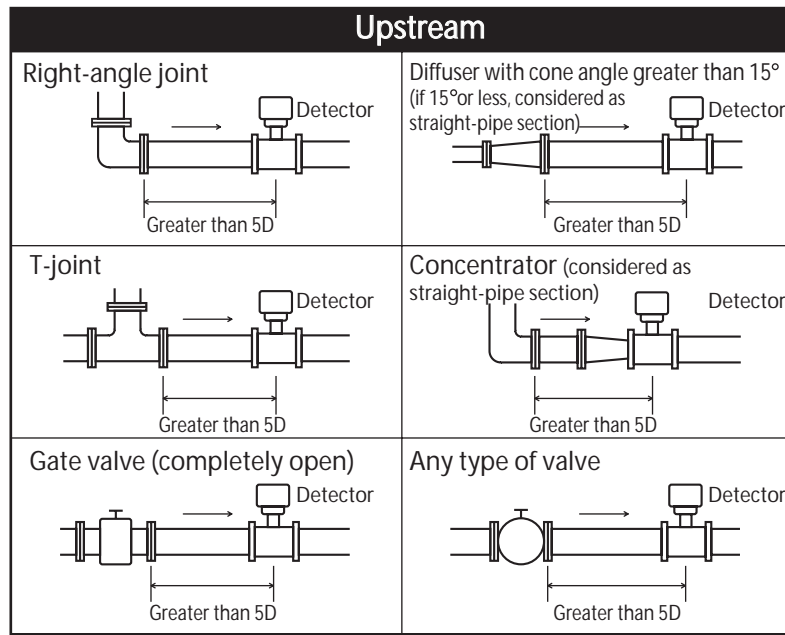 Upstream
Right-angle joint
Detector
Greater than 5D
Diffuser with cone angle greater than 15°
(if 15°or less, considered as
straight-pipe section)
Detector
Greater than 5D
T-joint
Detector
Greater than 5D
Concentrator (considered as
straight-pipe section)
Detector
Greater than 5D
Gate valve (completely open)
Detector
Greater than 5D
Any type of valve
Detector
Greater than 5D